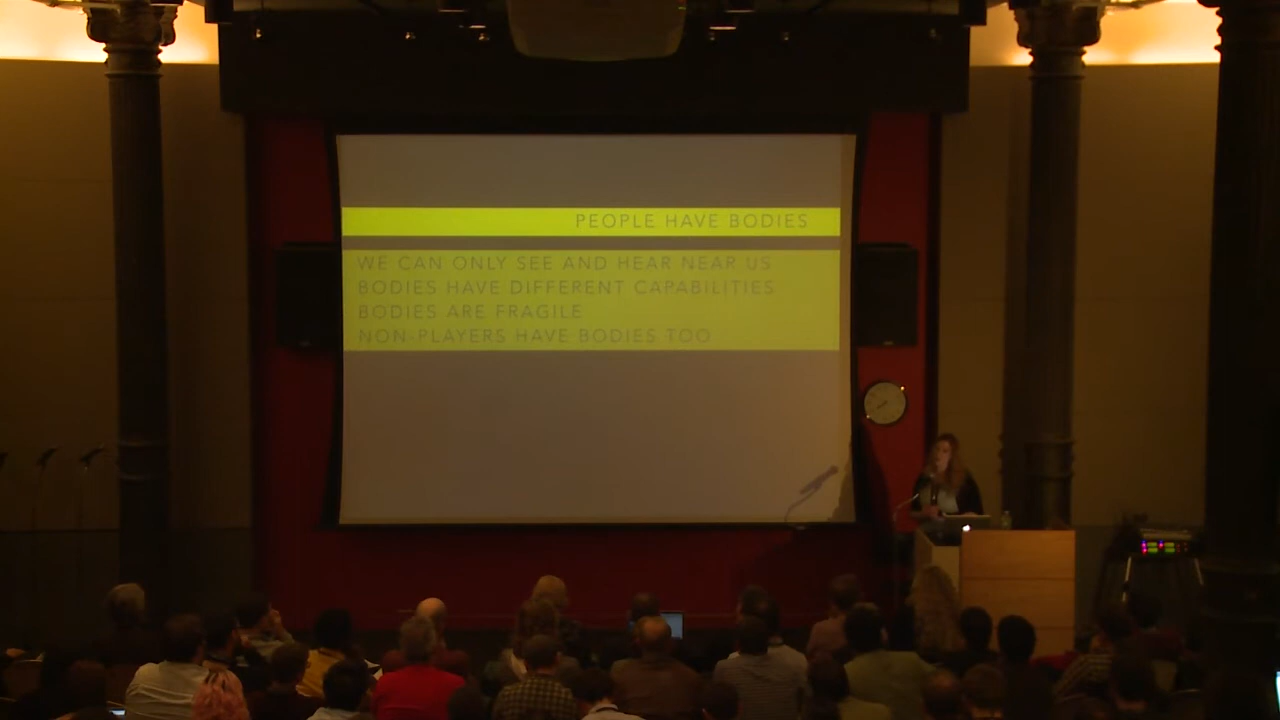 PEOPLE HAVE BODIES
WE CAN ONLY SEE AND HEAR NEAR US
BODIES HAVE DIFFERENT CAPABILITIES
BODIES ARE FRAGILE
NON-PLAYERS HAVE BODIES TOO